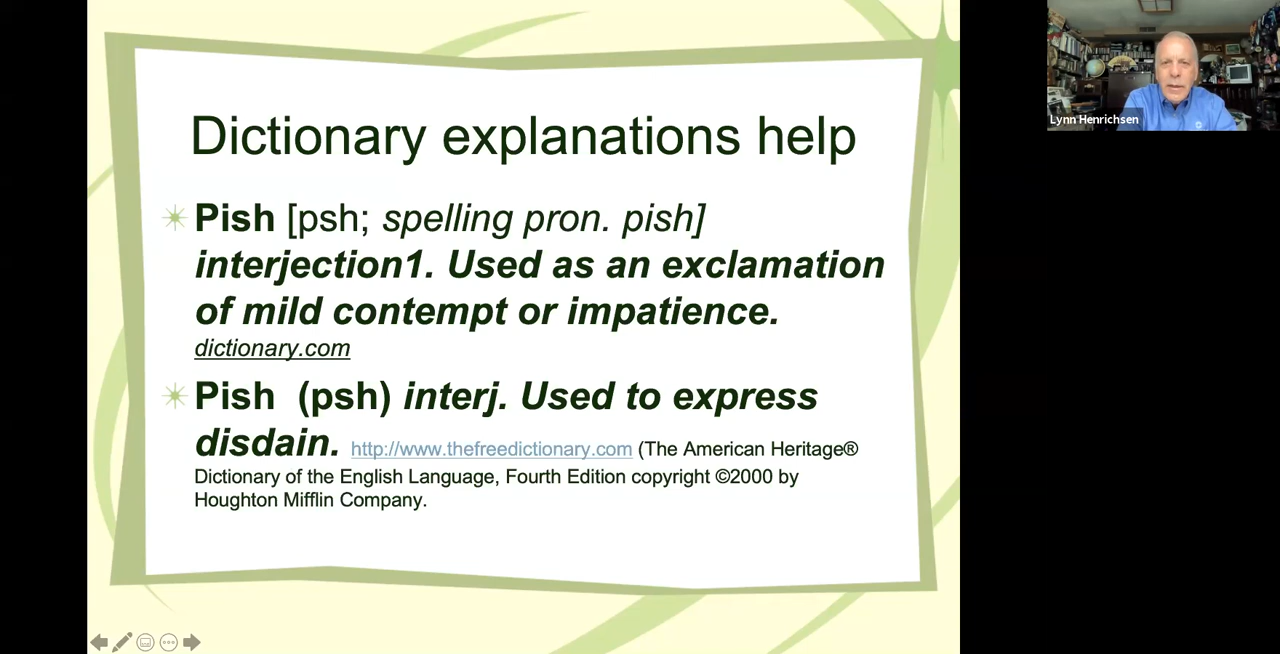 Dictionary explanations help
Pish [psh; spelling pron. pish]
interjection1. Used as an exclamation
of mild contempt or impatience.
dictionary.com
Pish (psh) interj. Used to express
disdain. http://www.thefreedictionary.com (The American Heritage®
Dictionary of the English Language, Fourth Edition copyright ©2000 by
Houghton Mifflin Company.
Lynn Henrichsen